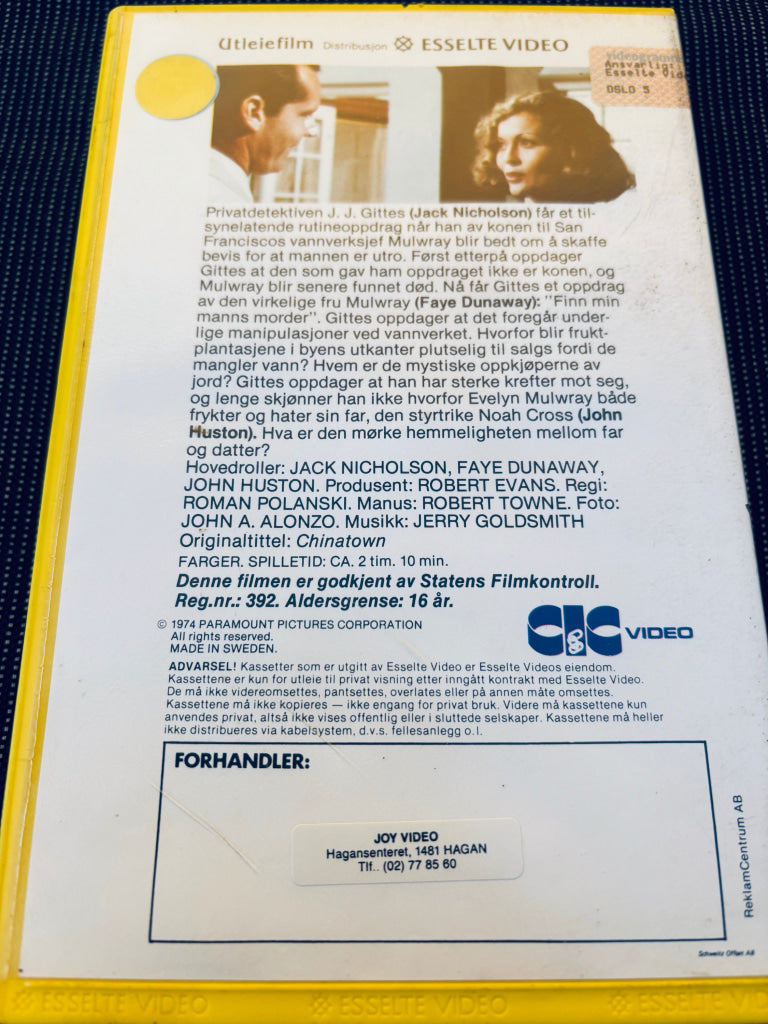 Utleiefilm Distribusjon ESSELTE VIDEO
videogramm
Ansvarlig:
Esselte Vid
OSLO 5
Privatdetektiven J. J. Gittes (Jack Nicholson) får et til-
synelatende rutineoppdrag når han av konen til San
Franciscos vannverksjef Mulwray blir bedt om å skaffe
bevis for at mannen er utro. Først etterpå oppdager
Gittes at den som gav ham oppdraget ikke er konen, og
Mulwray blir senere funnet død. Nå får Gittes et oppdrag
av den virkelige fru Mulwray (Faye Dunaway): "Finn min
manns morder". Gittes oppdager at det foregår under-
lige manipulasjoner ved vannverket. Hvorfor blir frukt-
plantasjene i byens utkanter plutselig til salgs fordi de
mangler vann? Hvem er de mystiske oppkjøperne av
jord? Gittes oppdager at han har sterke krefter mot seg,
og lenge skjønner han ikke hvorfor Evelyn Mulwray både
frykter og hater sin far, den styrtrike Noah Cross (John
Huston). Hva er den mørke hemmeligheten mellom far
og datter?
Hovedroller: JACK NICHOLSON, FAYE DUNAWAY,
JOHN HUSTON. Produsent: ROBERT EVANS. Regi:
ROMAN POLANSKI. Manus: ROBERT TOWNE. Foto:
JOHN A. ALONZO. Musikk: JERRY GOLDSMITH
Originaltittel: Chinatown
FARGER. SPILLETID: CA. 2 tim. 10 min.
Denne filmen er godkjent av Statens Filmkontroll.
Reg.nr.: 392. Aldersgrense: 16 år.
© 1974 PARAMOUNT PICTURES CORPORATION
All rights reserved.
MADE IN SWEDEN.
CIC VIDEO
ADVARSEL! Kassetter som er utgitt av Esselte Video er Esselte Videos eiendom.
Kassettene er kun for utleie til privat visning etter inngått kontrakt med Esselte Video.
De må ikke videreomsettes, pantsettes, overlates eller på annen måte omsettes.
Kassettene må ikke kopieres — ikke engang for privat bruk. Videre må kassettene kun
anvendes privat, altså ikke vises offentlig eller i sluttede selskaper. Kassettene må heller
ikke distribueres via kabelsystem, d.v.s. fellesanlegg o.l.
FORHANDLER:
JOY VIDEO
Hagansenteret, 1481 HAGAN
Tlf.. (02) 77 85 60
ReklamCentrum AB
Schweitz Offset AB
ESSELTE VIDEO ESSELTE VIDEO ESSELTE VIDEO